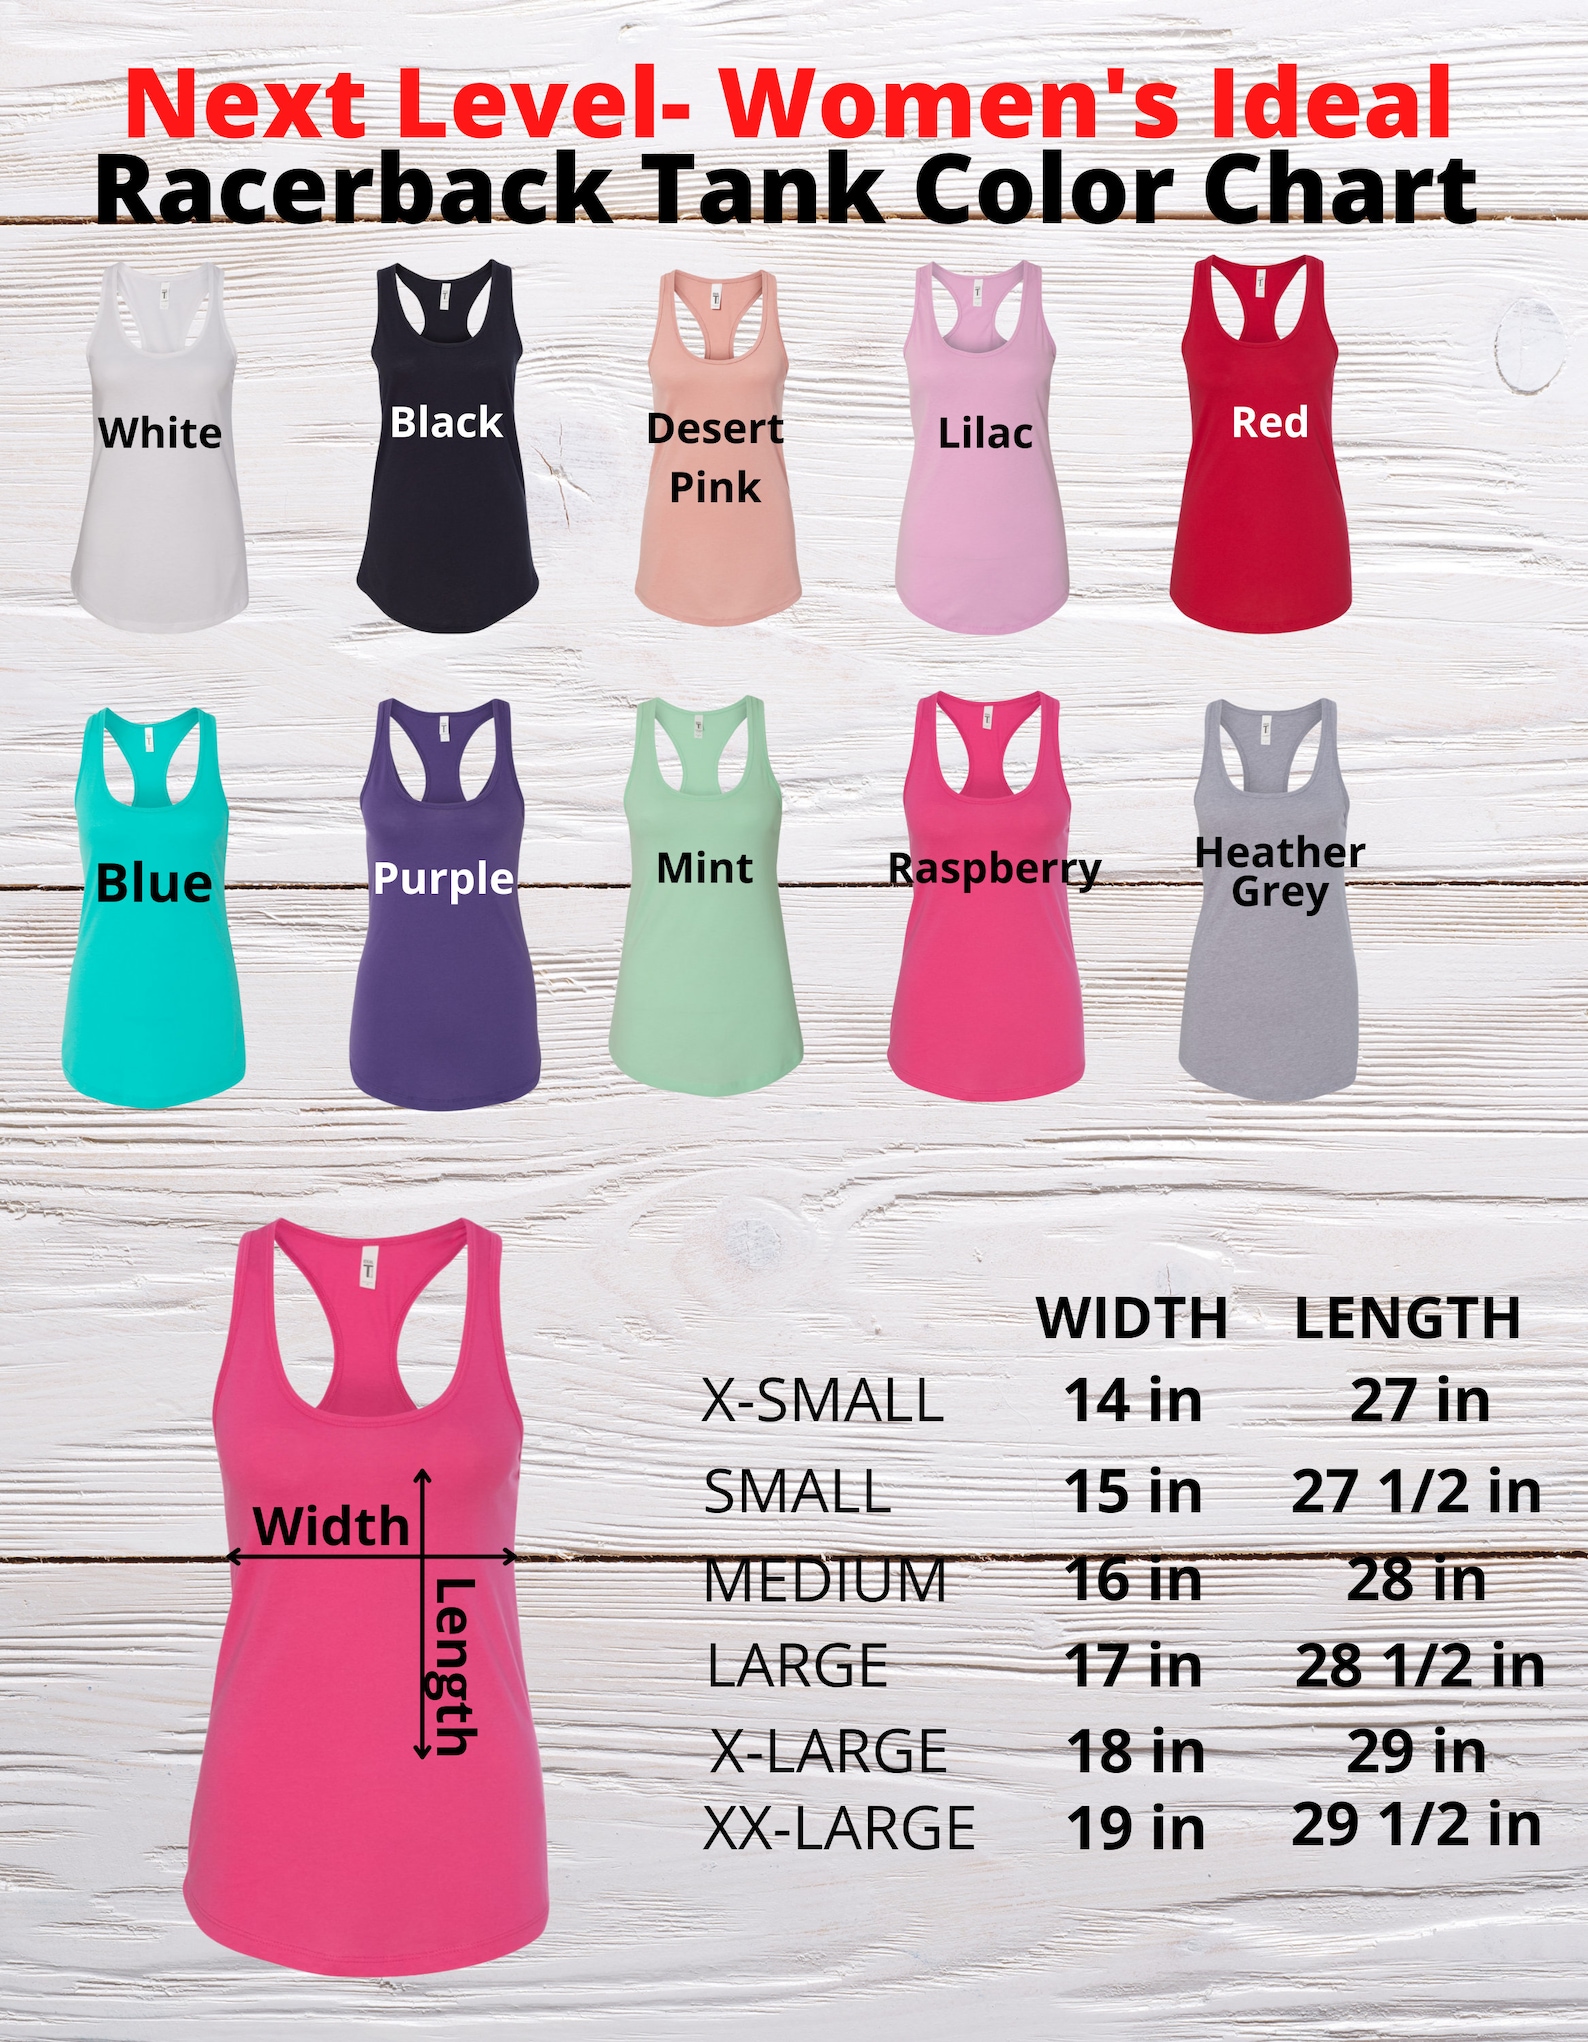 Next Level- Women's Ideal
Racerback Tank Color Chart
White
Black
Desert
Pink
Lilac
Red
Blue
Purple
Mint
Raspberry
Heather
Grey
Width
Length
WIDTH LENGTH
X-SMALL 14 in 27 in
SMALL 15 in 27 1/2 in
MEDIUM 16 in 28 in
LARGE 17 in 28 1/2 in
X-LARGE 18 in 29 in
XX-LARGE 19 in 29 1/2 in